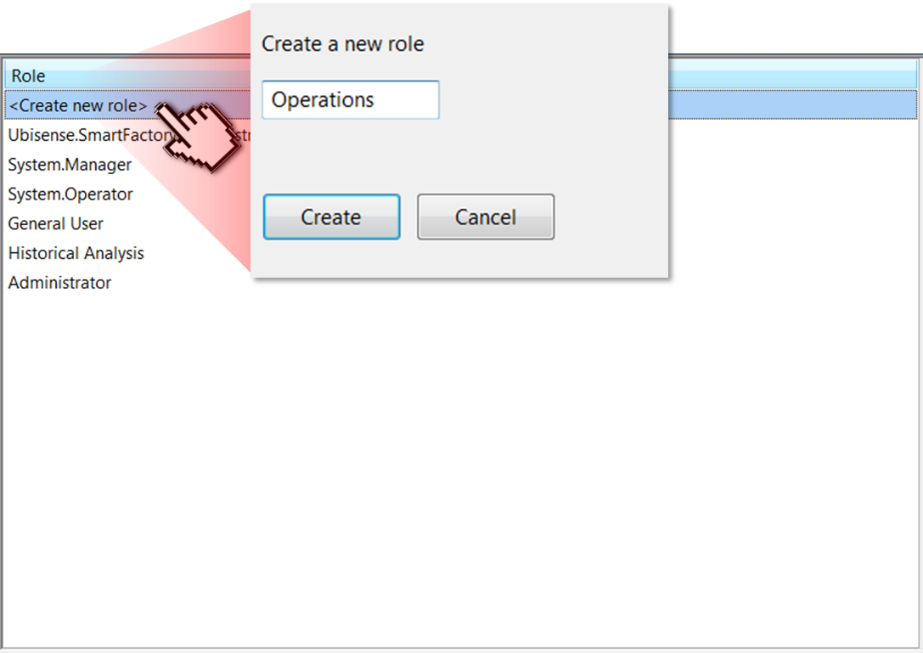 Create a new role
Operations
Create
Cancel
Role
<Create new role>
Ubisense.SmartFactory
System.Manager
System.Operator
General User
Historical Analysis
Administrator